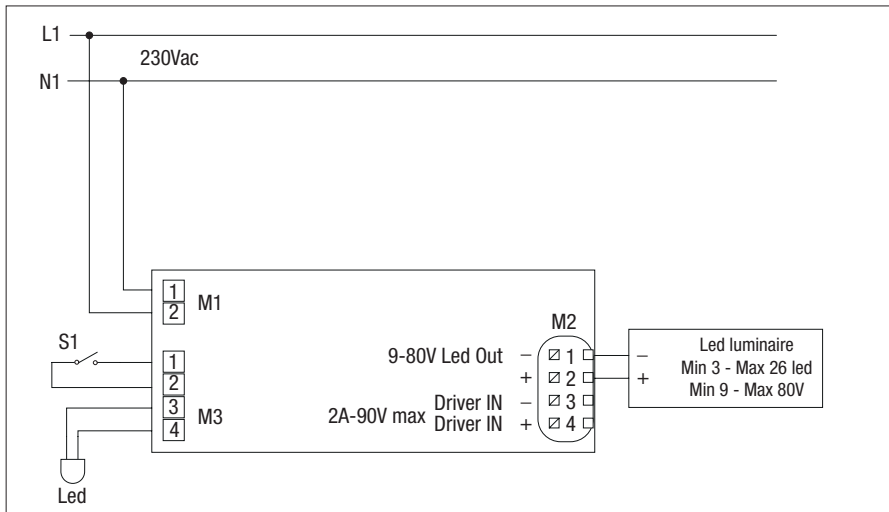 L1
230Vac
N1
1
2
M1
S1
1
2
3
4
M3
Led
M2
9-80V Led Out
–
1
+
2
Driver IN
–
3
2A-90V max
Driver IN
+
4
–
+
Led luminaire
Min 3 - Max 26 led
Min 9 - Max 80V